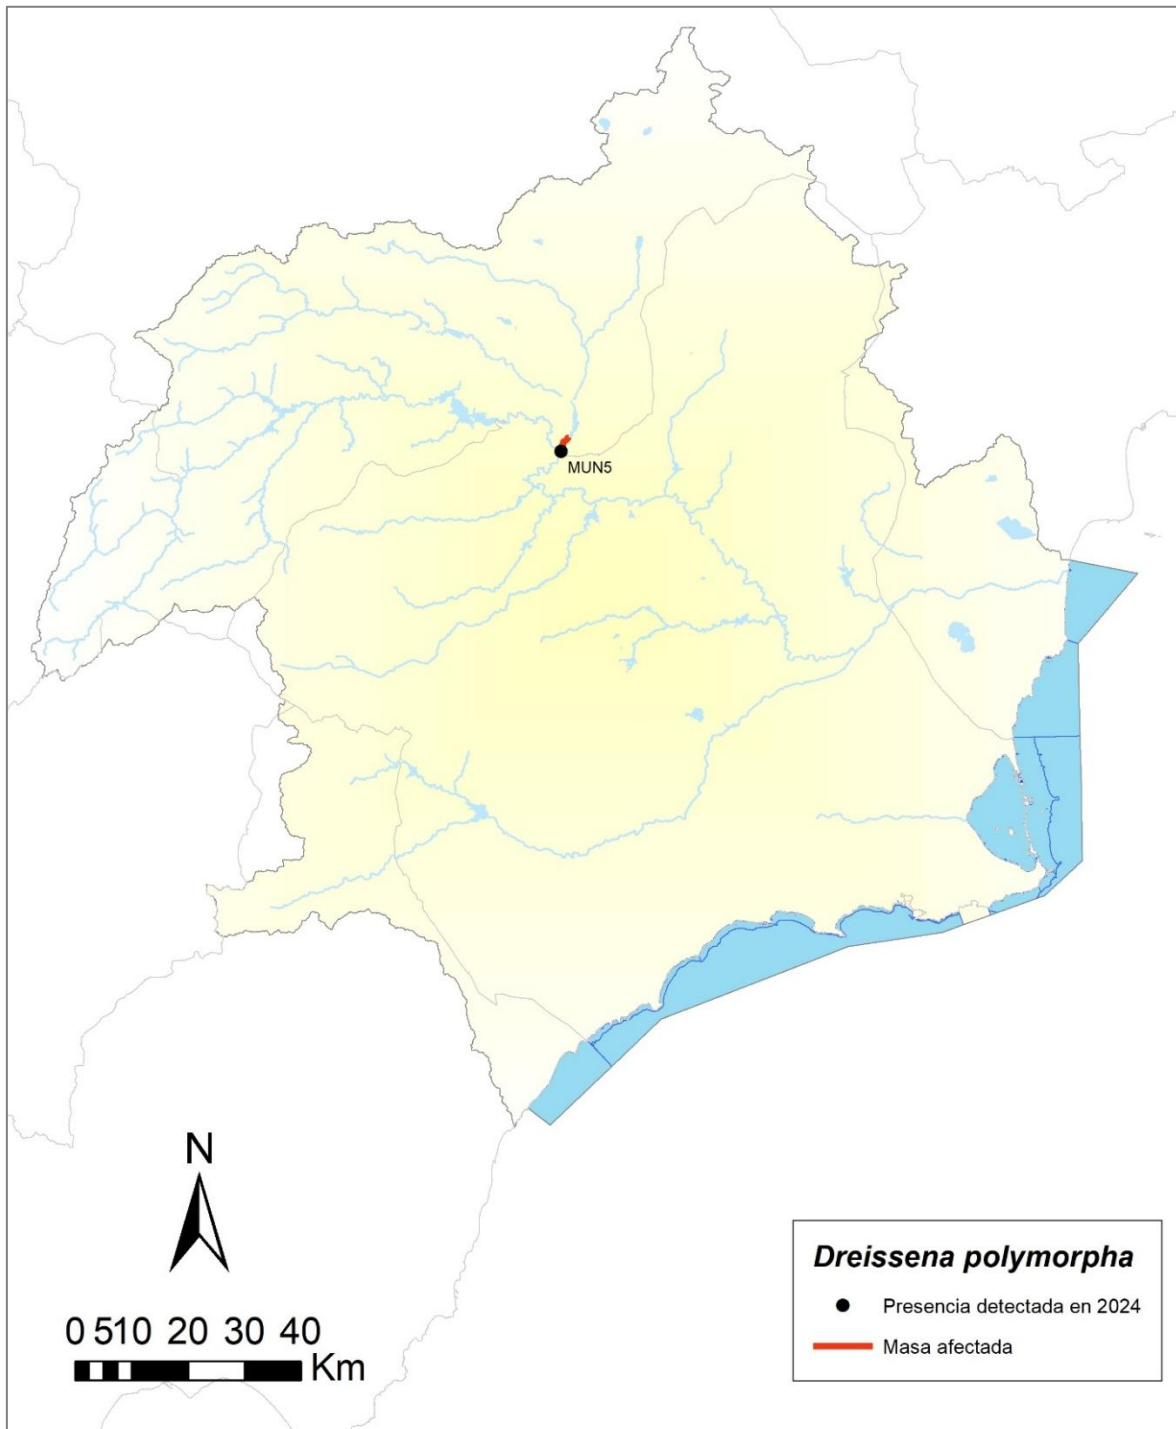 MUN5
N
0 510 20 30 40
Km
Dreissena polymorpha
Presencia detectada en 2024
Masa afectada